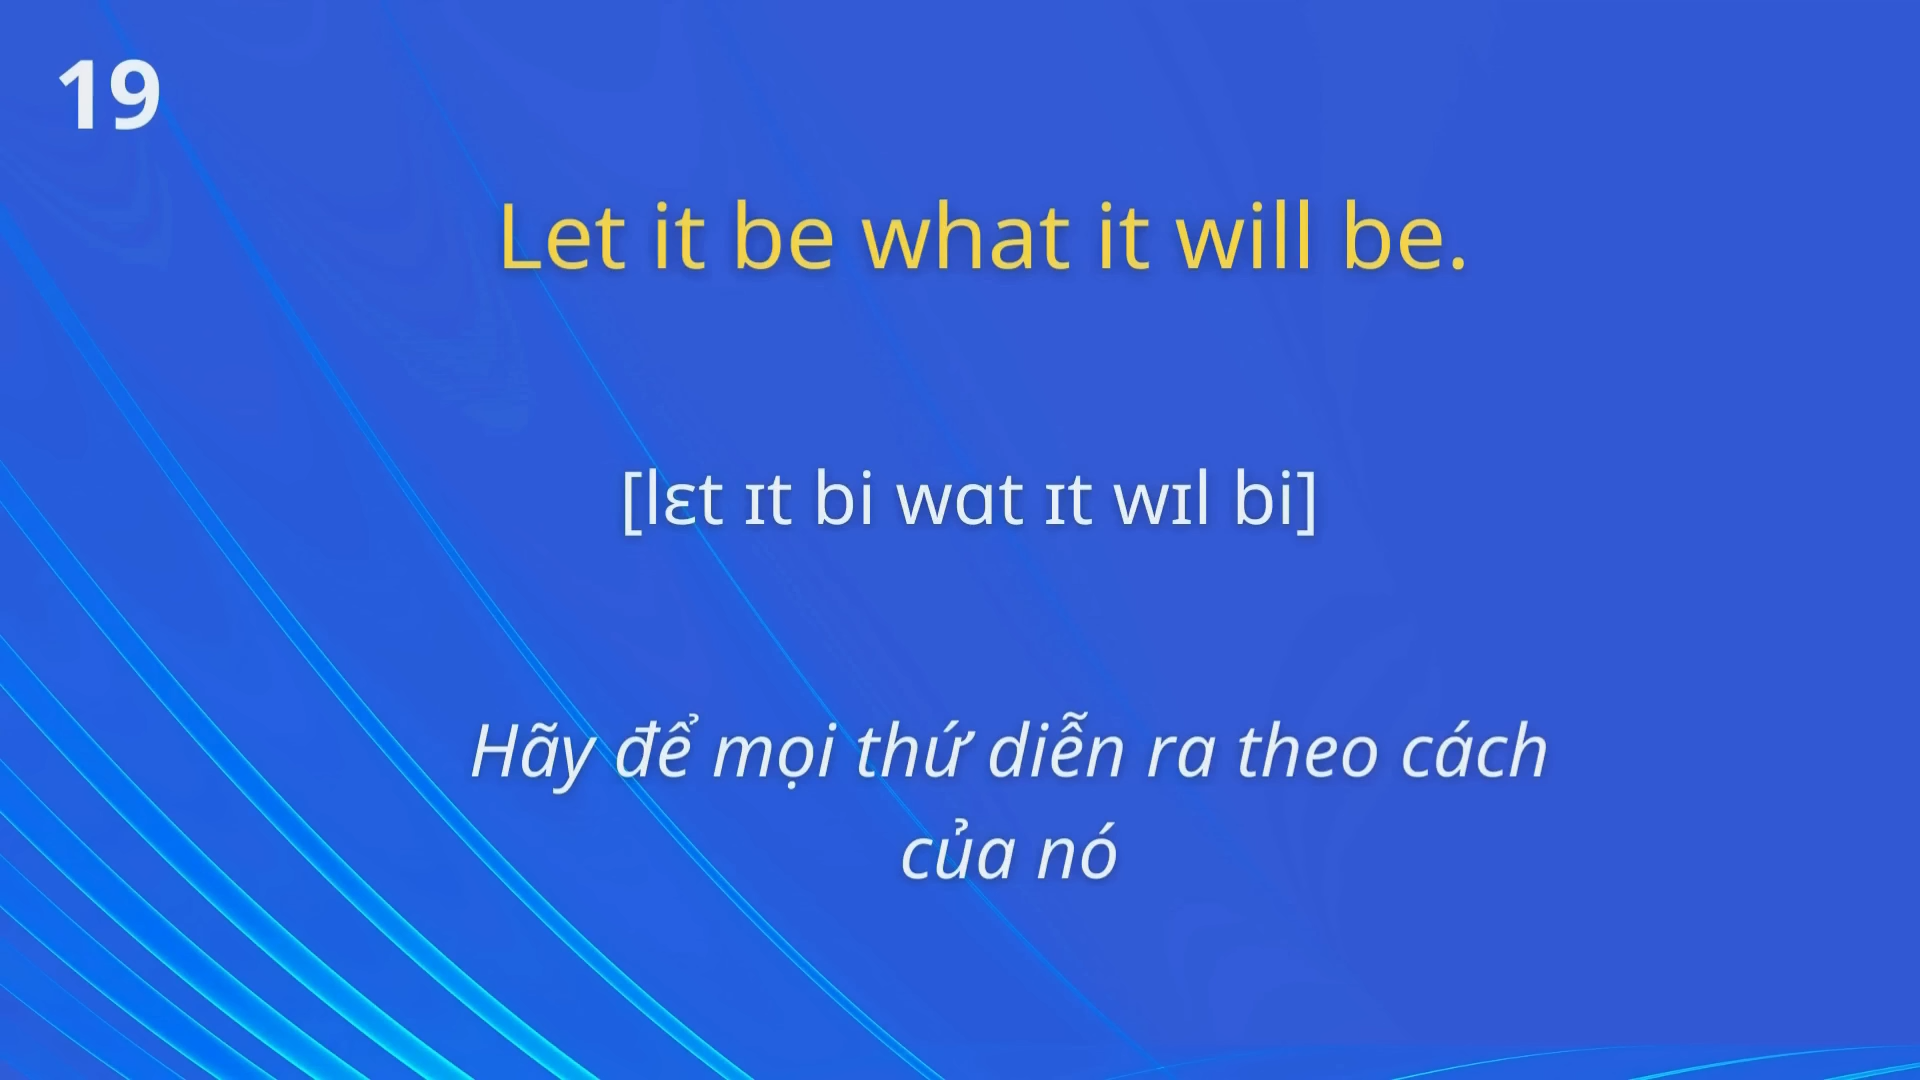 19
Let it be what it will be.
[lɛt ɪt bi wɑt ɪt wɪl bi]
Hãy để mọi thứ diễn ra theo cách
của nó